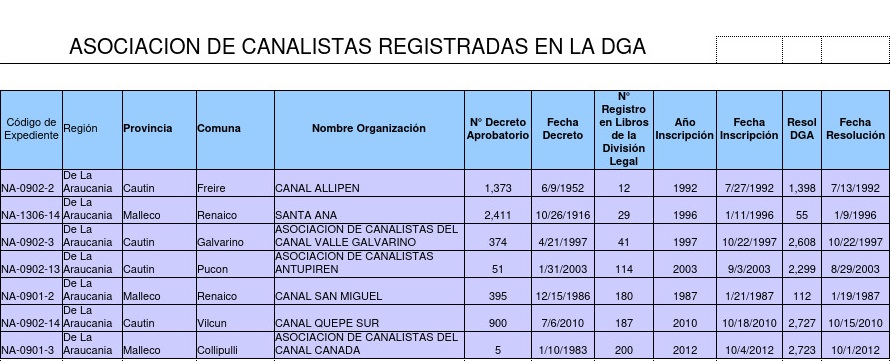 ASOCIACION DE CANALISTAS REGISTRADAS EN LA DGA
Código de Expediente Región Provincia Comuna Nombre Organización N° Decreto Aprobatorio Fecha Decreto N° Registro en Libros de la División Legal Año Inscripción Fecha Inscripción Resol DGA Fecha Resolución
NA-0902-2 De La Araucania Cautin Freire CANAL ALLIPEN 1,373 6/9/1952 12 1992 7/27/1992 1,398 7/13/1992
NA-1306-14 De La Araucania Malleco Renaico SANTA ANA 2,411 10/26/1916 29 1996 1/11/1996 55 1/9/1996
NA-0902-3 De La Araucania Cautin Galvarino ASOCIACION DE CANALISTAS DEL CANAL VALLE GALVARINO 374 4/21/1997 41 1997 10/22/1997 2,608 10/22/1997
NA-0902-13 De La Araucania Cautin Pucon ASOCIACION DE CANALISTAS ANTUPIREN 51 1/31/2003 114 2003 9/3/2003 2,299 8/29/2003
NA-0901-2 De La Araucania Malleco Renaico CANAL SAN MIGUEL 395 12/15/1986 180 1987 1/21/1987 112 1/19/1987
NA-0902-14 De La Araucania Cautin Vilcun CANAL QUEPE SUR 900 7/6/2010 187 2010 10/18/2010 2,727 10/15/2010
NA-0901-3 De La Araucania Malleco Collipulli ASOCIACION DE CANALISTAS DEL CANAL CANADA 5 1/10/1983 200 2012 10/4/2012 2,723 10/1/2012